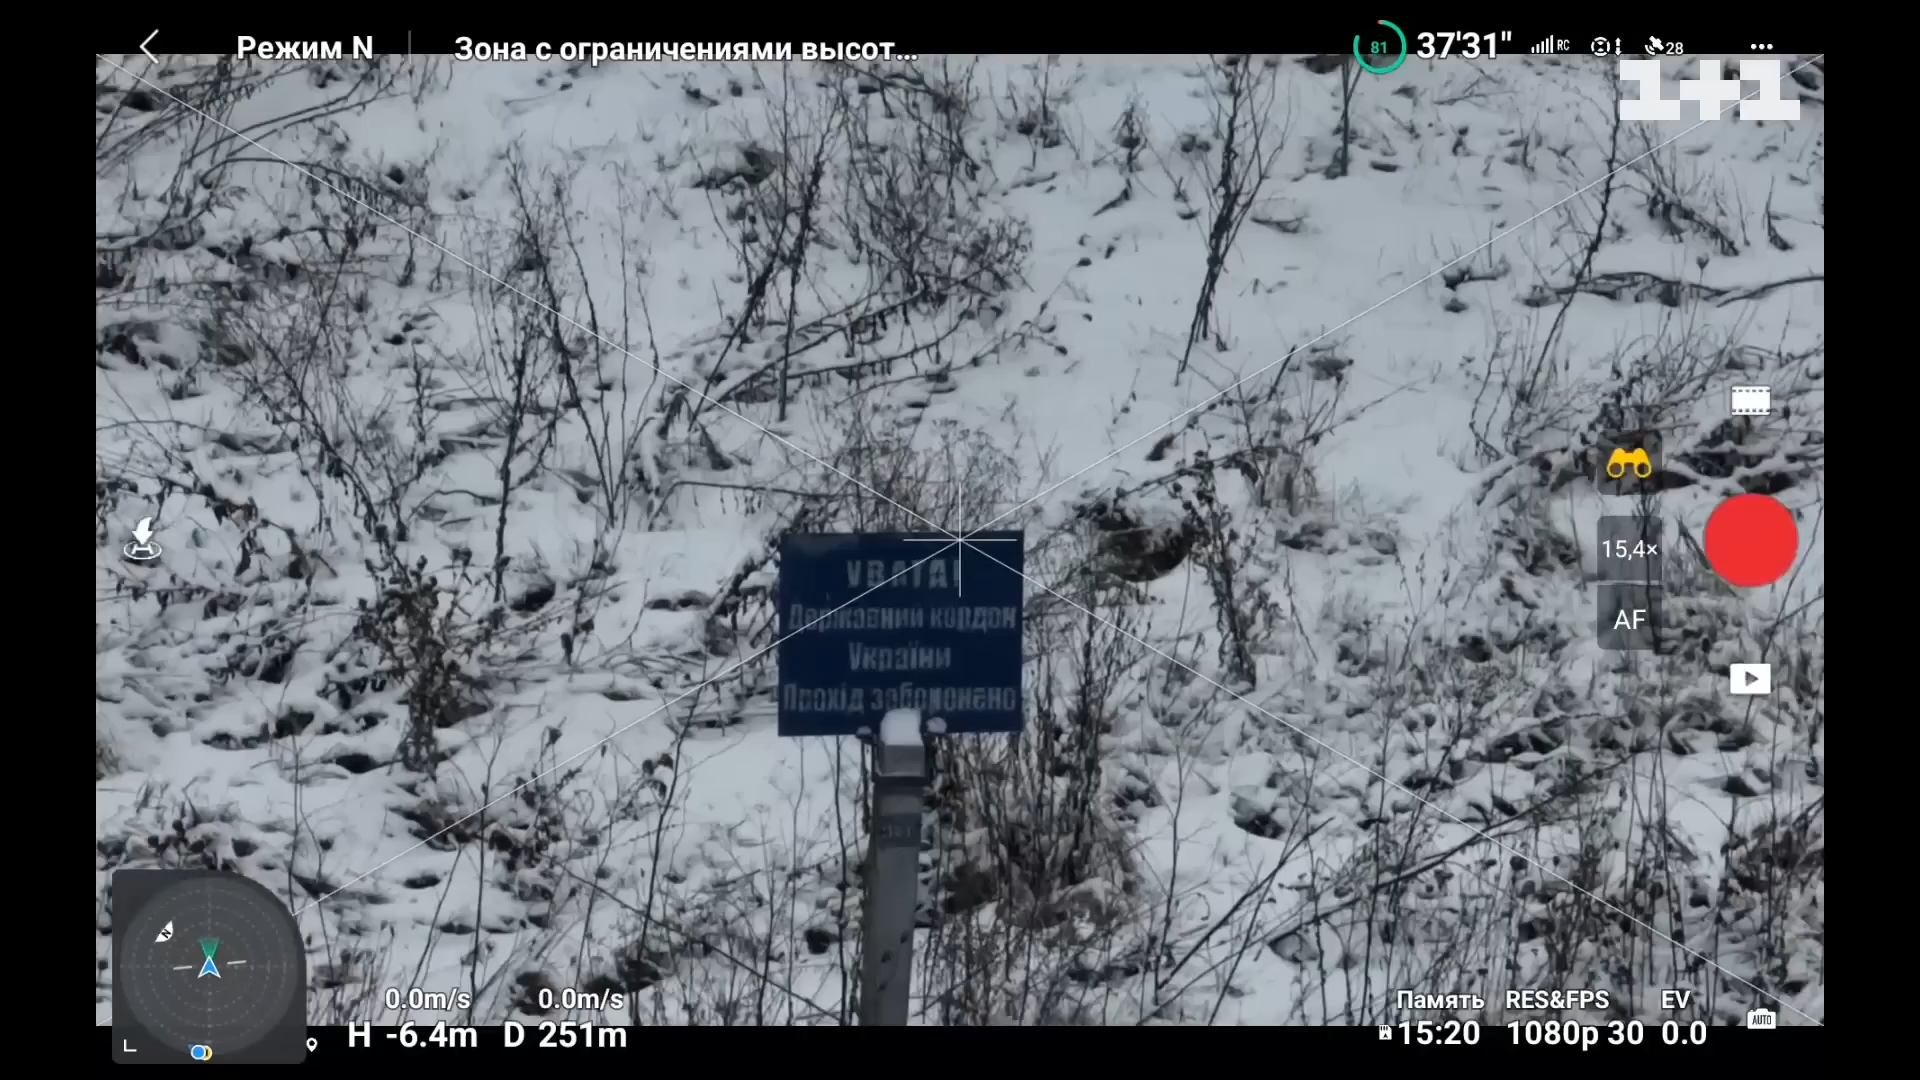 Режим N
Зона с ограничениями высот...
81
37'31"
RC
28
1+1
УВАГА!
Державний кордон
України
Прохід заборонено
15,4×
AF
N
0.0m/s 0.0m/s
H -6.4m D 251m
Память RES&FPS EV
15:20 1080p 30 0.0
AUTO